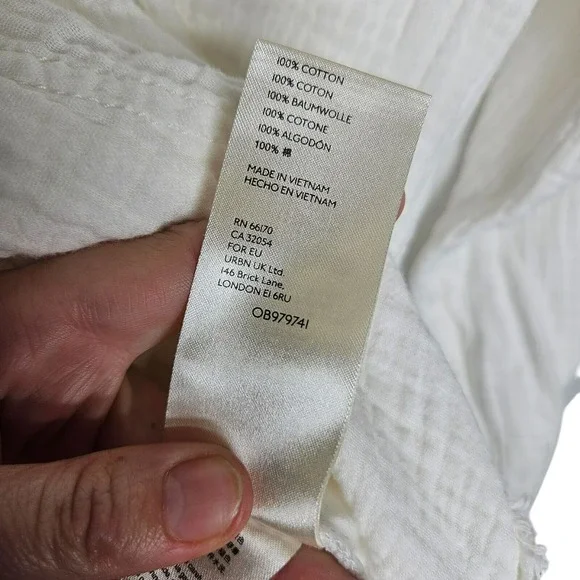 100% COTTON
100% COTON
100% BAUMWOLLE
100% COTONE
100% ALGODÓN
100% 棉
MADE IN VIETNAM
HECHO EN VIETNAM
RN 66170
CA 32054
FOR EU
URBN UK Ltd.
146 Brick Lane,
LONDON E1 6RU
OB979741